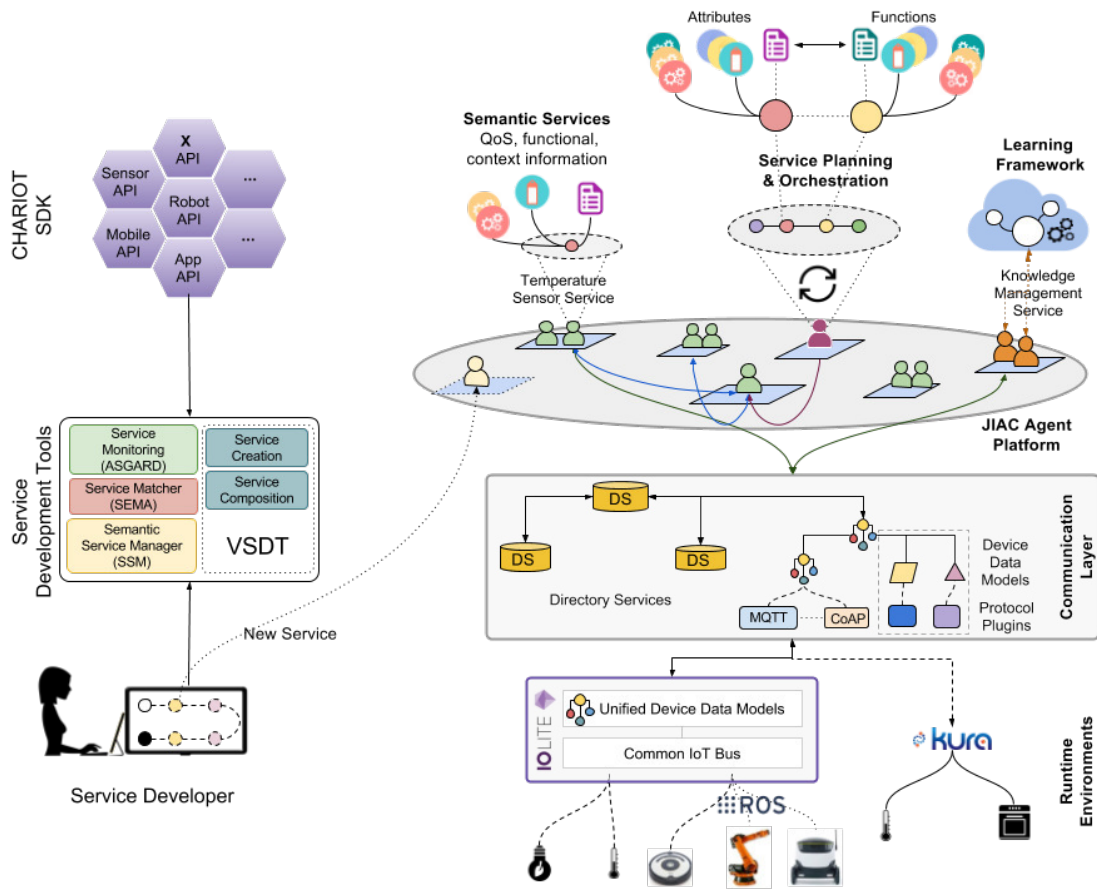 Attributes
Functions
Semantic Services
QoS, functional,
context information
Service Planning
& Orchestration
Learning
Framework
CHARIOT
SDK
X
API
Sensor
API
...
Robot
API
Mobile
API
...
App
API
Temperature
Sensor Service
Knowledge
Management
Service
JIAC Agent
Platform
Service
Development Tools
Service
Monitoring
(ASGARD)
Service
Creation
Service Matcher
(SEMA)
Service
Composition
Semantic
Service Manager
(SSM)
VSDT
New Service
Service Developer
DS
DS
DS
Directory Services
MQTT
CoAP
Device
Data
Models
Protocol
Plugins
Communication
Layer
IOLITE
Unified Device Data Models
Common IoT Bus
kura
ROS
Runtime
Environments